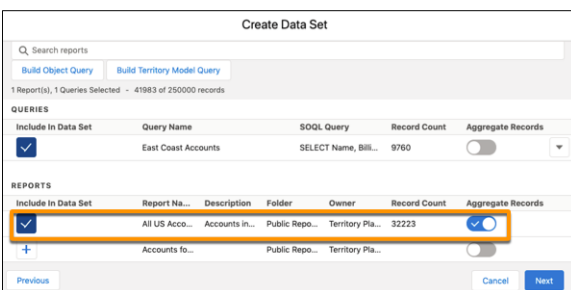 Create Data Set
Search reports
Build Object Query Build Territory Model Query
1 Report(s), 1 Queries Selected - 41983 of 250000 records
QUERIES
Include In Data Set Query Name SOQL Query Record Count Aggregate Records
East Coast Accounts SELECT Name, Billi... 9760
REPORTS
Include In Data Set Report Na... Description Folder Owner Record Count Aggregate Records
All US Acco... Accounts in... Public Repo... Territory Pla... 32223
Accounts fo... Public Repo... Territory Pla...
Previous Cancel Next